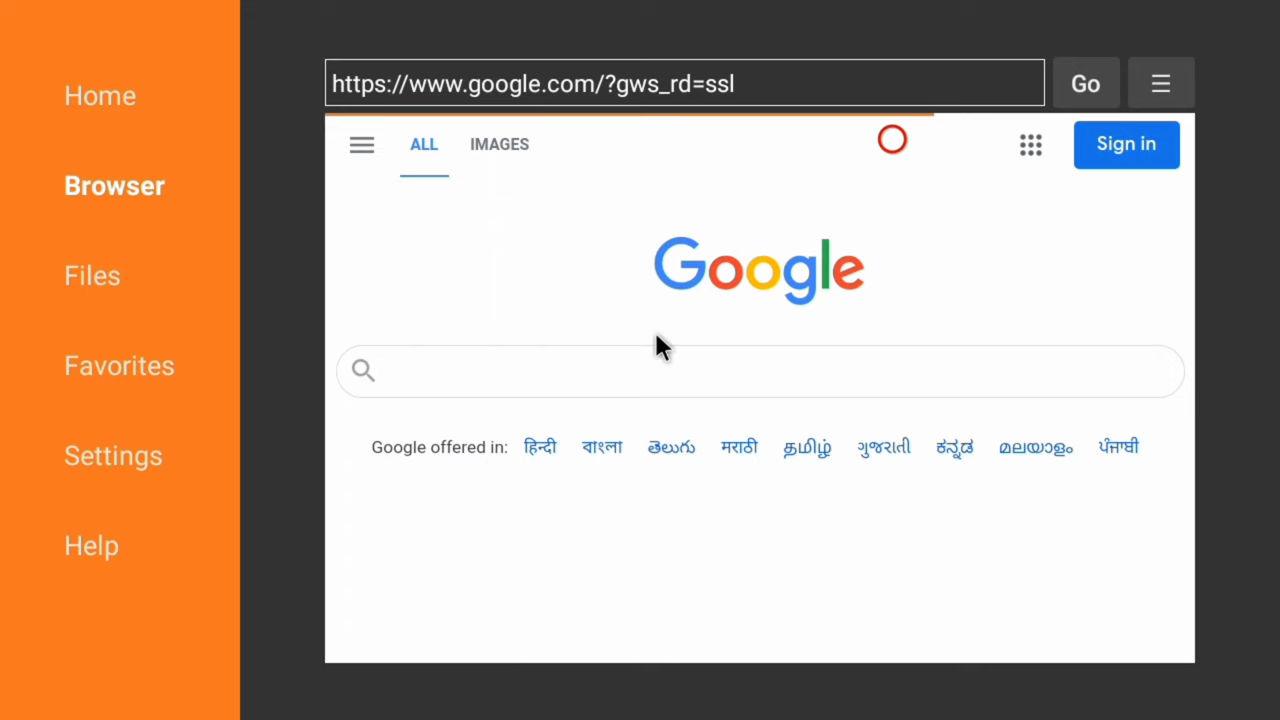 https://www.google.com/?gws_rd=ssl Go
Home
Browser
Files
Favorites
Settings
Help
ALL IMAGES Sign in
Google
Google offered in: हिन्दी বাংলা తెలుగు मराठी தமிழ் ગુજરાતી ಕನ್ನಡ മലയാളം ਪੰਜਾਬੀ